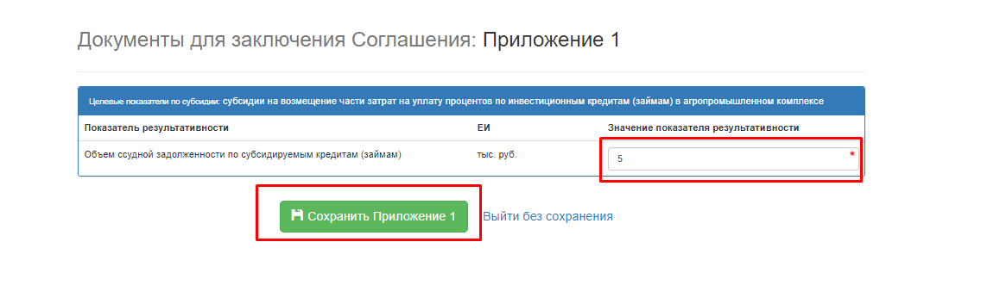 Документы для заключения Соглашения: Приложение 1
Целевые показатели по субсидии: субсидии на возмещение части затрат на уплату процентов по инвестиционным кредитам (займам) в агропромышленном комплексе
Показатель результативности ЕИ Значение показателя результативности
Объем ссудной задолженности по субсидируемым кредитам (займам) тыс. руб. 5 *
Сохранить Приложение 1 Выйти без сохранения